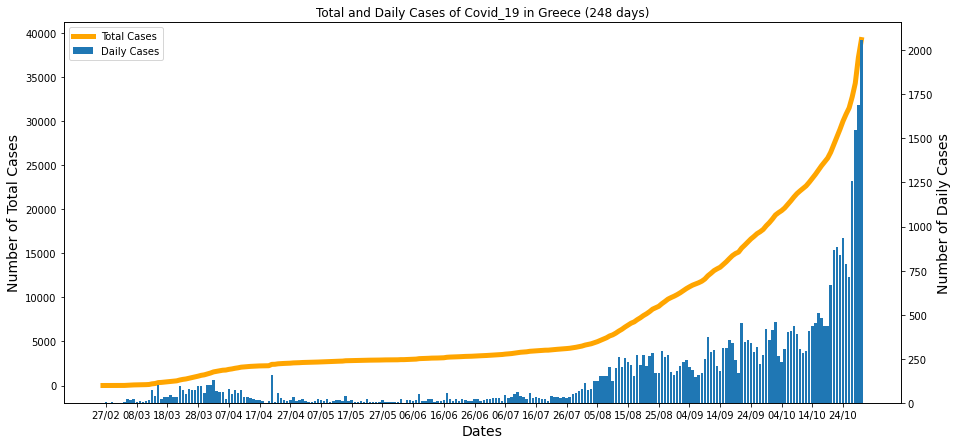 Total and Daily Cases of Covid_19 in Greece (248 days)
Total Cases
Daily Cases
Number of Total Cases
40000
35000
30000
25000
20000
15000
10000
5000
0
Number of Daily Cases
2000
1750
1500
1250
1000
750
500
250
0
27/02 08/03 18/03 28/03 07/04 17/04 27/04 07/05 17/05 27/05 06/06 16/06 26/06 06/07 16/07 26/07 05/08 15/08 25/08 04/09 14/09 24/09 04/10 14/10 24/10
Dates